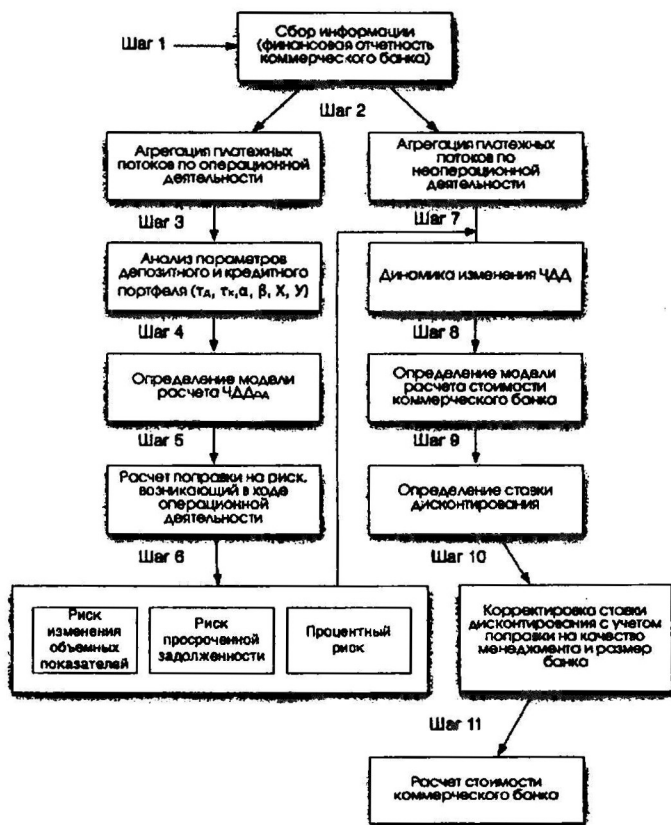 Шаг 1
Сбор информации
(финансовая отчетность
коммерческого банка)
Шаг 2
Агрегация платежных
потоков по операционной
деятельности
Агрегация платежных
потоков по
неоперационной
деятельности
Шаг 3
Шаг 7
Анализ параметров
депозитного и кредитного
портфеля (τд, τк,α, β, Х, У)
Динамика изменения ЧДД
Шаг 4
Шаг 8
Определение модели
расчета ЧДДод
Определение модели
расчета стоимости
коммерческого банка
Шаг 5
Шаг 9
Расчет поправки на риск,
возникающий в ходе
операционной
деятельности
Определение ставки
дисконтирования
Шаг 6
Шаг 10
Риск
изменения
объемных
показателей
Риск
просроченной
задолженности
Процентный
риск
Корректировка ставки
дисконтирования с учетом
поправки на качество
менеджмента и размер
банка
Шаг 11
Расчет стоимости
коммерческого банка